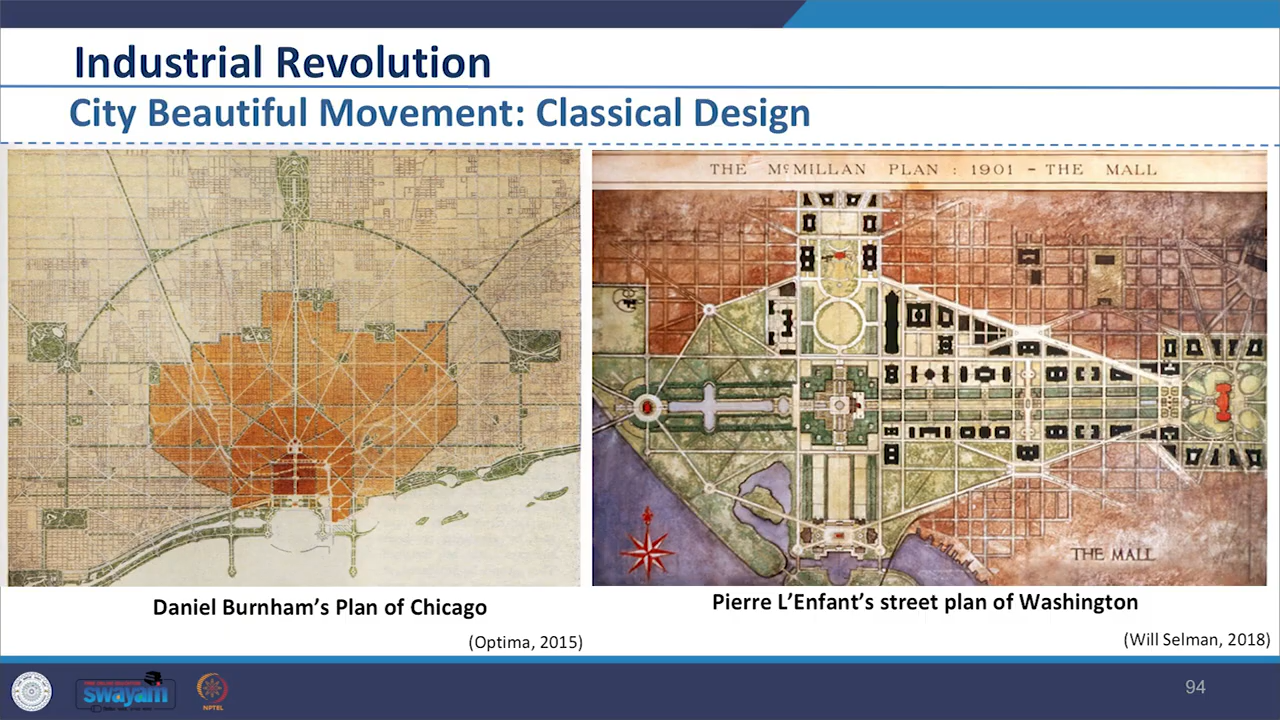 Industrial Revolution
City Beautiful Movement: Classical Design
THE McMILLAN PLAN : 1901 – THE MALL
THE MALL
Daniel Burnham’s Plan of Chicago
Pierre L’Enfant’s street plan of Washington
(Optima, 2015)
(Will Selman, 2018)
swayam
NPTEL
94